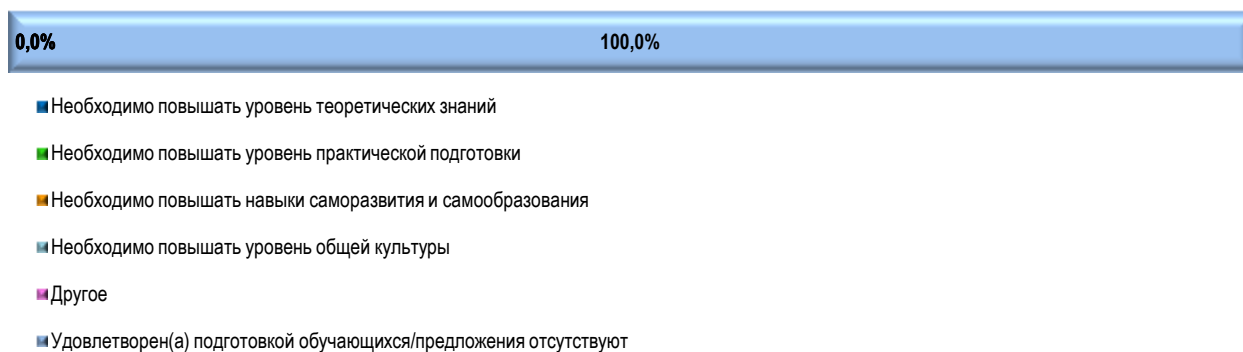 0,0% 100,0%
Необходимо повышать уровень теоретических знаний
Необходимо повышать уровень практической подготовки
Необходимо повышать навыки саморазвития и самообразования
Необходимо повышать уровень общей культуры
Другое
Удовлетворен(а) подготовкой обучающихся/предложения отсутствуют